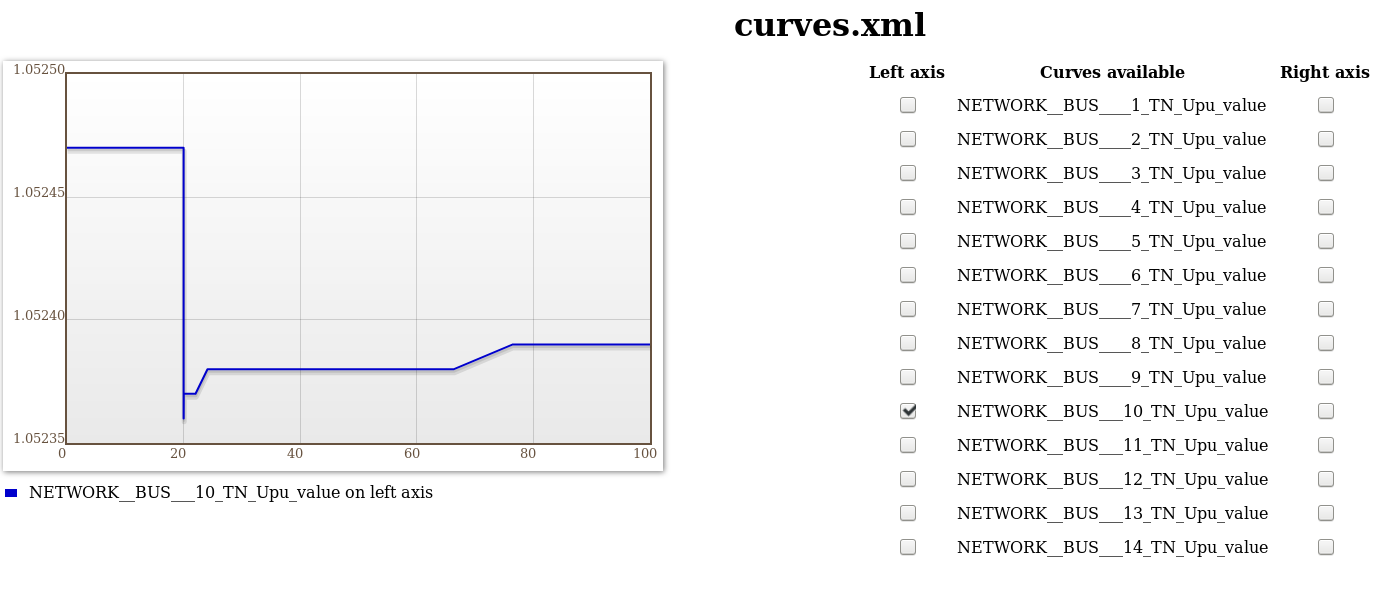 curves.xml
1.05250
1.05245
1.05240
1.05235
0 20 40 60 80 100
NETWORK__BUS___10_TN_Upu_value on left axis
Left axis Curves available Right axis
NETWORK__BUS____1_TN_Upu_value
NETWORK__BUS____2_TN_Upu_value
NETWORK__BUS____3_TN_Upu_value
NETWORK__BUS____4_TN_Upu_value
NETWORK__BUS____5_TN_Upu_value
NETWORK__BUS____6_TN_Upu_value
NETWORK__BUS____7_TN_Upu_value
NETWORK__BUS____8_TN_Upu_value
NETWORK__BUS____9_TN_Upu_value
NETWORK__BUS___10_TN_Upu_value
NETWORK__BUS___11_TN_Upu_value
NETWORK__BUS___12_TN_Upu_value
NETWORK__BUS___13_TN_Upu_value
NETWORK__BUS___14_TN_Upu_value